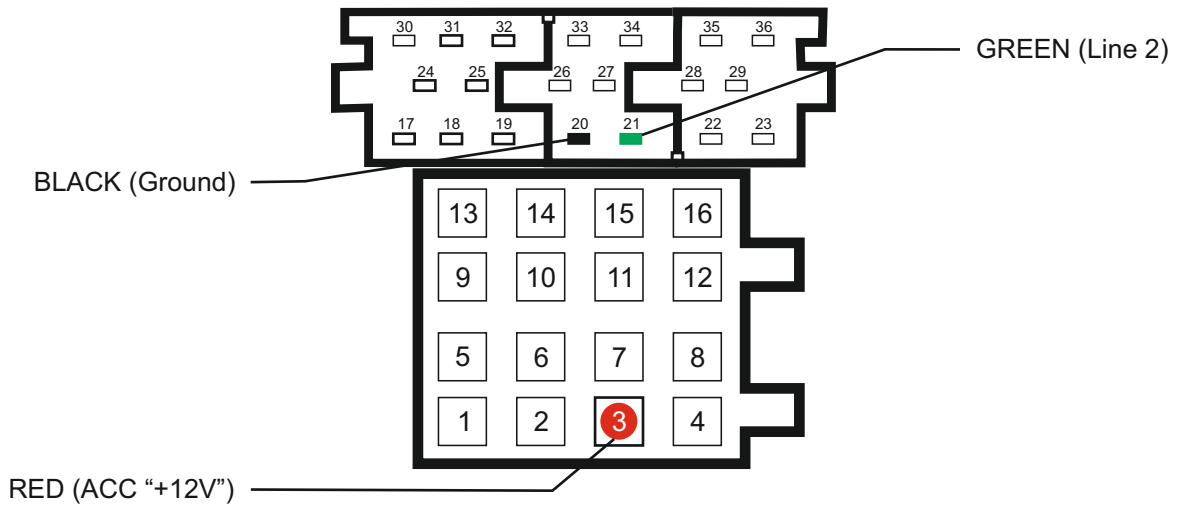 30 31 32 33 34 35 36
GREEN (Line 2)
24 25 26 27 28 29
17 18 19 20 21 22 23
BLACK (Ground)
13 14 15 16
9 10 11 12
5 6 7 8
1 2 3 4
RED (ACC “+12V”)